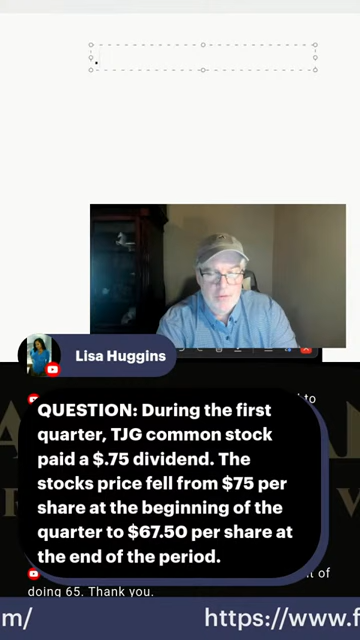 Lisa Huggins
QUESTION: During the first
quarter, TJG common stock
paid a $.75 dividend. The
stocks price fell from $75 per
share at the beginning of the
quarter to $67.50 per share at
the end of the period.
of
doing 65. Thank you.
m/ https://www.f